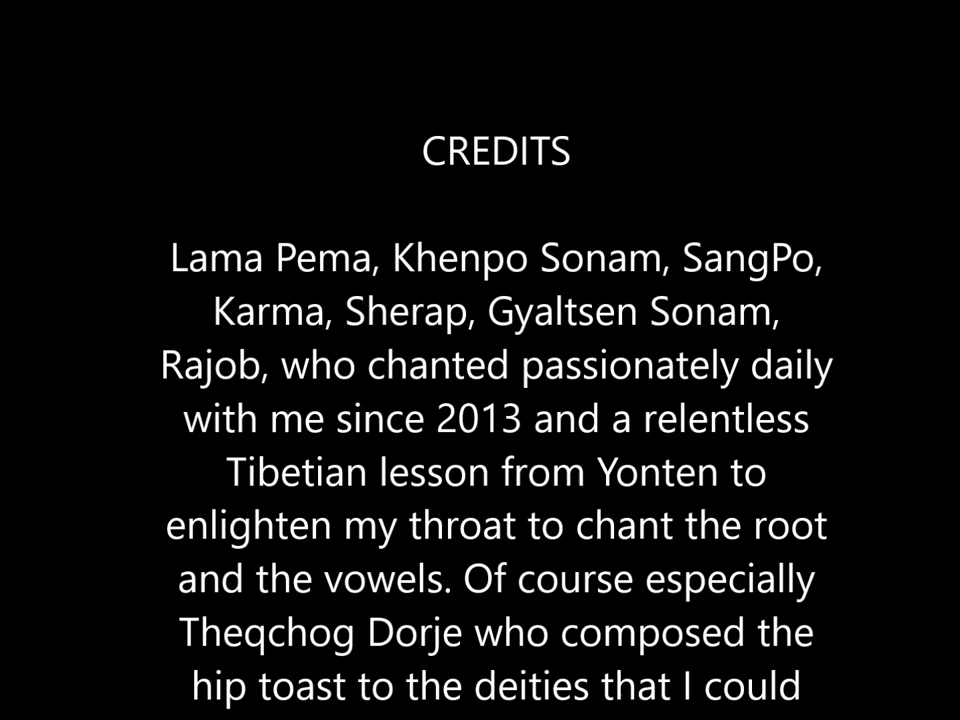 CREDITS
Lama Pema, Khenpo Sonam, SangPo,
Karma, Sherap, Gyaltsen Sonam,
Rajob, who chanted passionately daily
with me since 2013 and a relentless
Tibetian lesson from Yonten to
enlighten my throat to chant the root
and the vowels. Of course especially
Theqchog Dorje who composed the
hip toast to the deities that I could